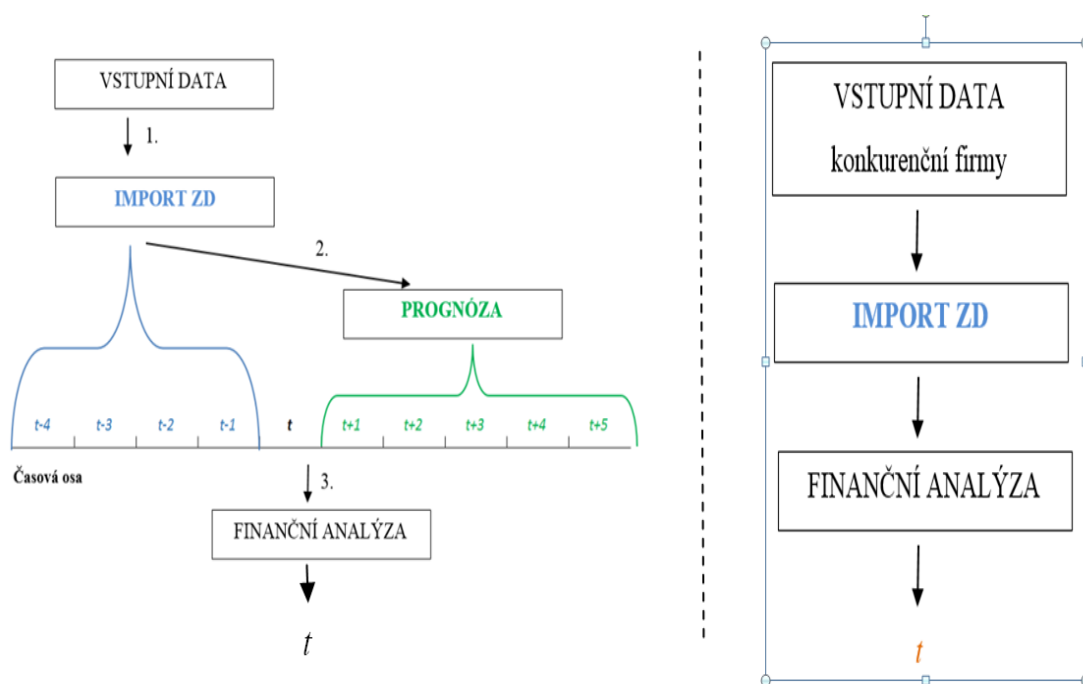 VSTUPNÍ DATA
1.
IMPORT ZD
2.
PROGNÓZA
t-4 t-3 t-2 t-1 t t+1 t+2 t+3 t+4 t+5
Časová osa
3.
FINANČNÍ ANALÝZA
t
VSTUPNÍ DATA
konkurenční firmy
IMPORT ZD
FINANČNÍ ANALÝZA
t